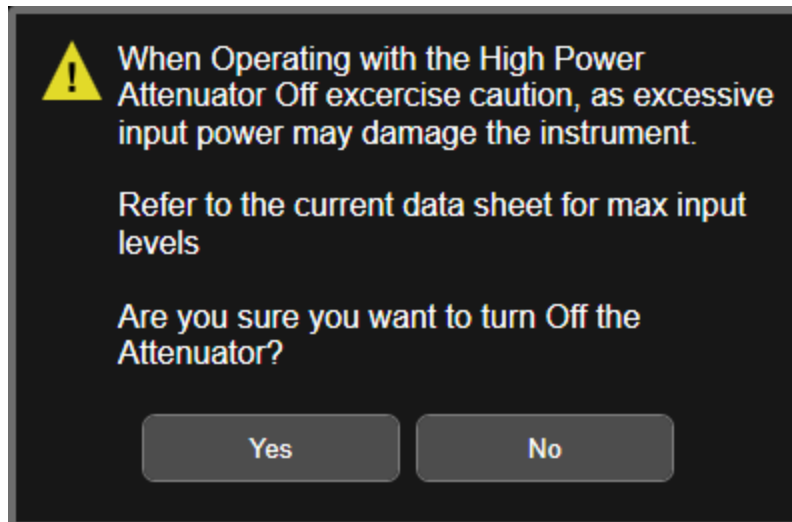 When Operating with the High Power
Attenuator Off excercise caution, as excessive
input power may damage the instrument.
Refer to the current data sheet for max input
levels
Are you sure you want to turn Off the
Attenuator?
Yes
No